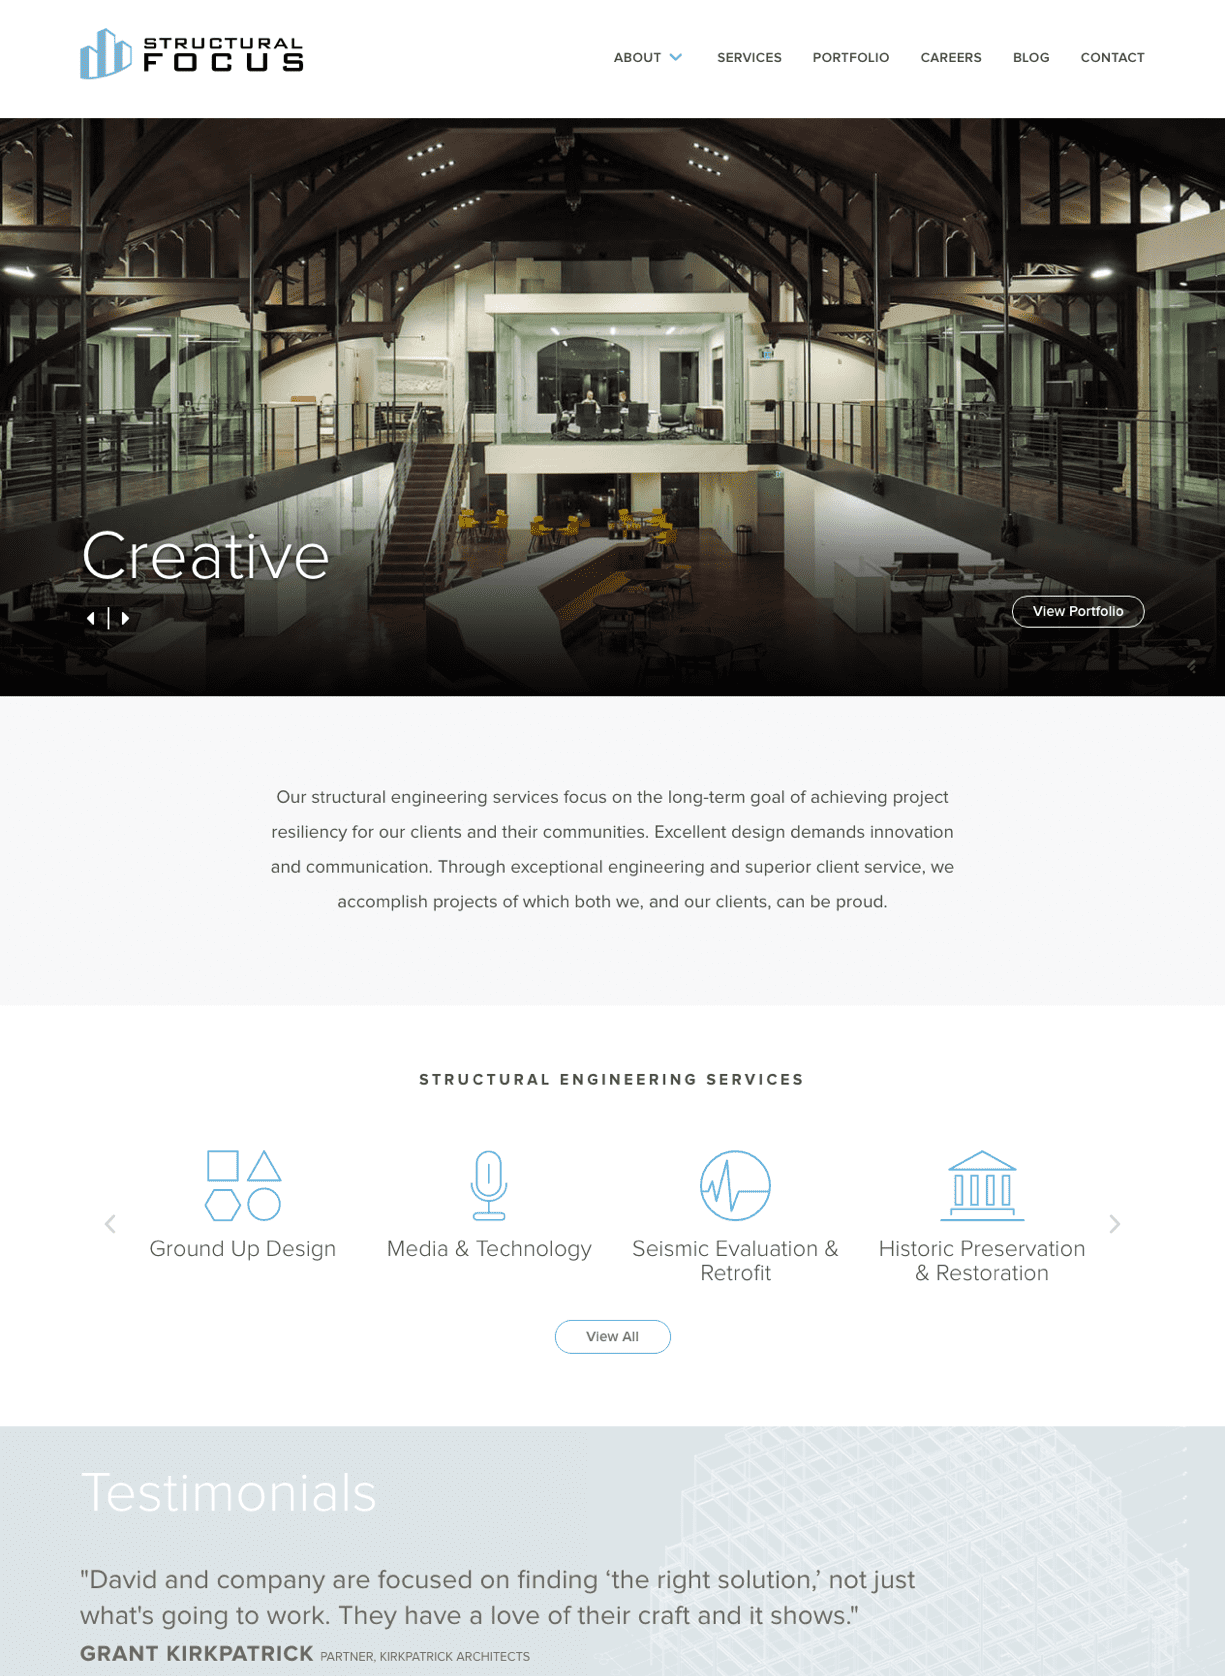 STRUCTURAL
FOCUS
ABOUT
SERVICES
PORTFOLIO
CAREERS
BLOG
CONTACT
Creative
View Portfolio
Our structural engineering services focus on the long-term goal of achieving project
resiliency for our clients and their communities. Excellent design demands innovation
and communication. Through exceptional engineering and superior client service, we
accomplish projects of which both we, and our clients, can be proud.
STRUCTURAL ENGINEERING SERVICES
Ground Up Design
Media & Technology
Seismic Evaluation &
Retrofit
Historic Preservation
& Restoration
View All
Testimonials
"David and company are focused on finding ‘the right solution,’ not just
what's going to work. They have a love of their craft and it shows."
GRANT KIRKPATRICK PARTNER, KIRKPATRICK ARCHITECTS